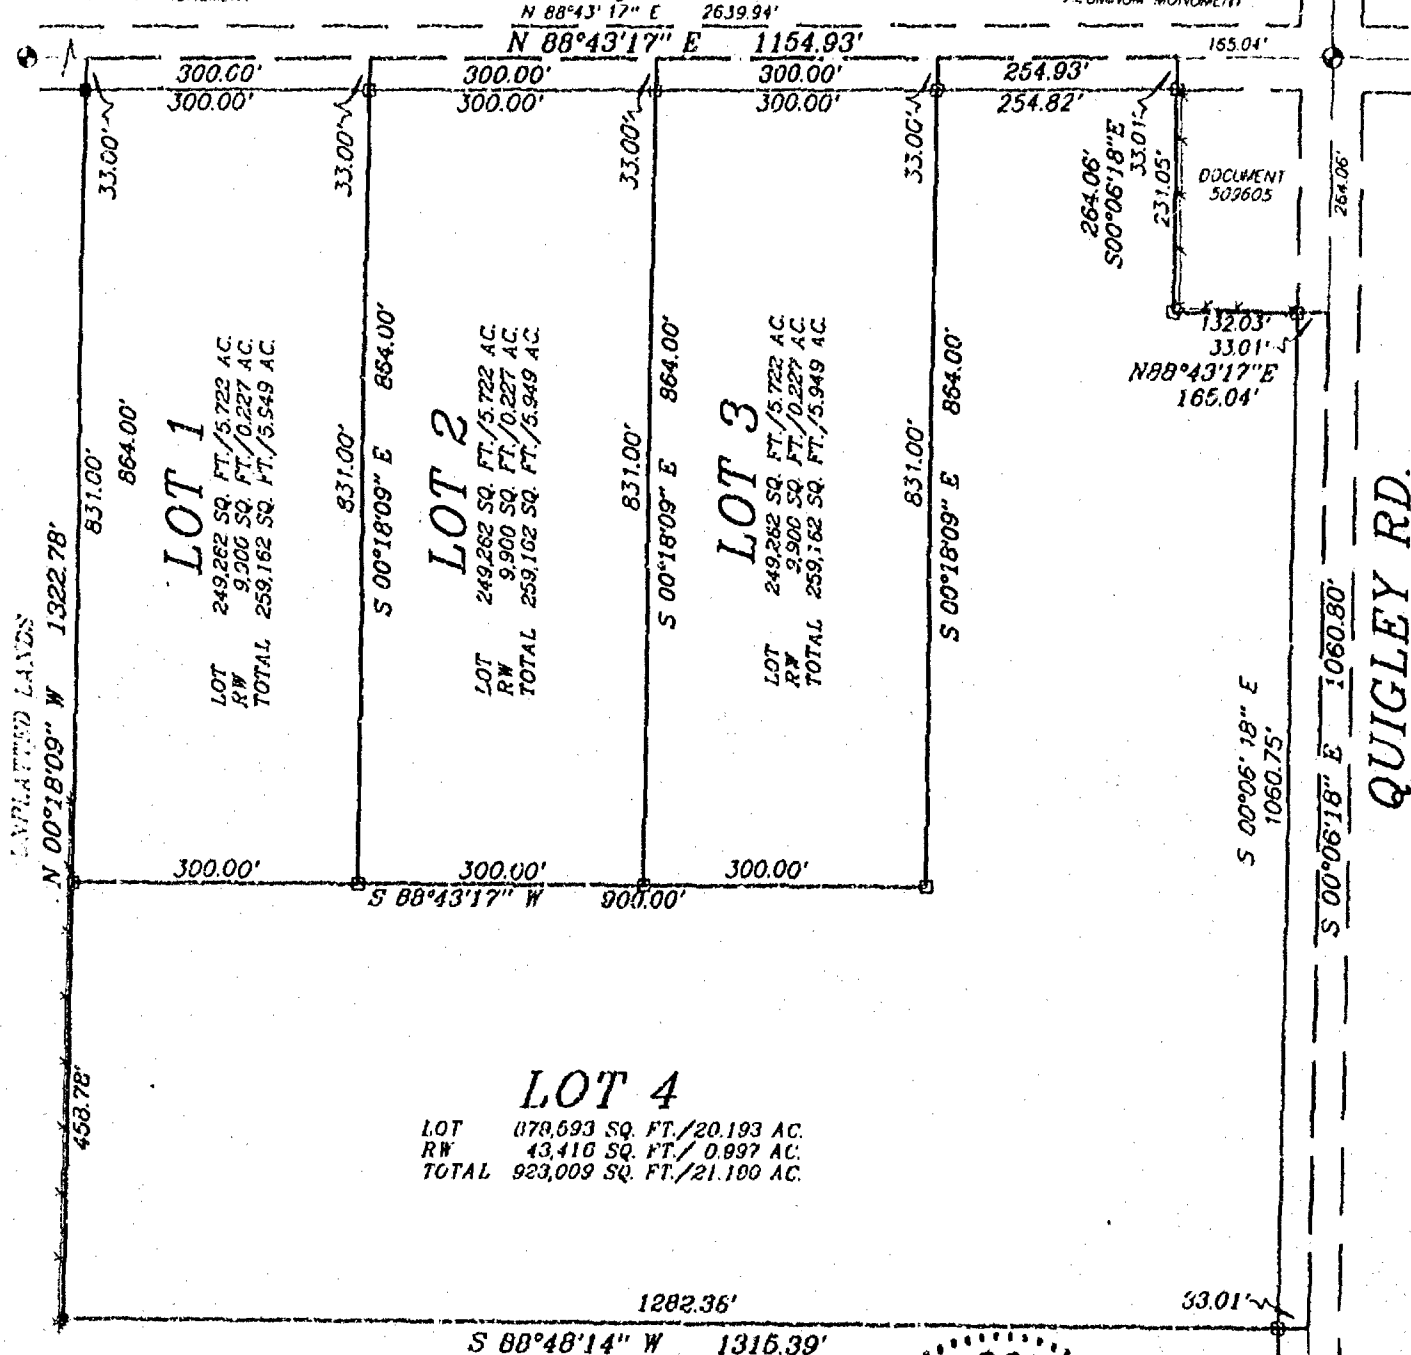 N 88°43'17" E 2639.94'
N 88°43'17" E 1154.93'
165.04'
300.00' 300.00' 300.00' 254.93'
300.00' 300.00' 300.00' 254.82'
33.00'
33.00'
33.00'
33.00'
264.06'
S00°06'18"E
33.01'
231.05'
DOCUMENT
509605
264.06'
132.03'
33.01'
N88°43'17"E
165.04'
831.00'
864.00'
LOT 1
LOT 249,262 SQ. FT./5.722 AC.
RW 9,900 SQ. FT./0.227 AC.
TOTAL 259,162 SQ. FT./5.949 AC.
831.00'
S 00°18'09" E 864.00'
LOT 2
LOT 249,262 SQ. FT./5.722 AC.
RW 9,900 SQ. FT./0.227 AC.
TOTAL 259,162 SQ. FT./5.949 AC.
831.00'
S 00°18'09" E 864.00'
LOT 3
LOT 249,262 SQ. FT./5.722 AC.
RW 9,900 SQ. FT./0.227 AC.
TOTAL 259,162 SQ. FT./5.949 AC.
831.00'
S 00°18'09" E 864.00'
UNPLATTED LANDS
N 00°18'09" W 1322.78'
S 00°06'18" E
1060.75'
S 00°06'18" E 1060.80'
QUIGLEY RD.
300.00' 300.00' 300.00'
S 88°43'17" W 900.00'
458.78'
LOT 4
LOT SQ. FT./20.193 AC.
RW 43,416 SQ. FT./ 0.997 AC.
TOTAL 923,009 SQ. FT./21.190 AC.
1282.36' 33.01'
S 88°48'14" W 1315.39'